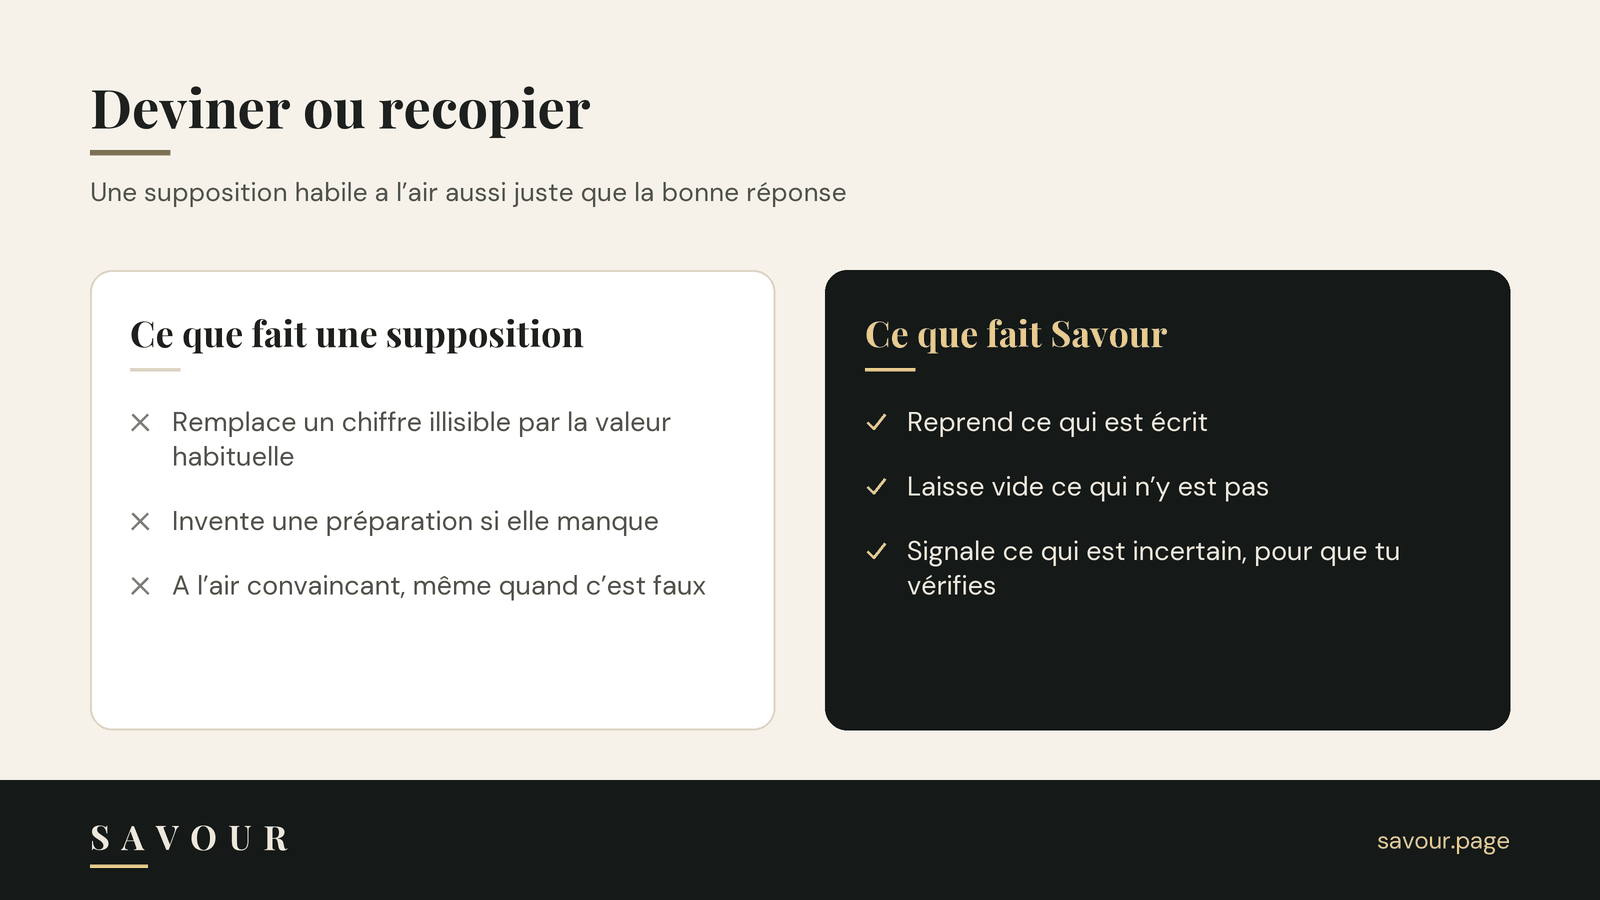 Deviner ou recopier
Une supposition habile a l’air aussi juste que la bonne réponse
Ce que fait une supposition
Remplace un chiffre illisible par la valeur
habituelle
Invente une préparation si elle manque
A l’air convaincant, même quand c’est faux
Ce que fait Savour
Reprend ce qui est écrit
Laisse vide ce qui n’y est pas
Signale ce qui est incertain, pour que tu
vérifies
SAVOUR
savour.page